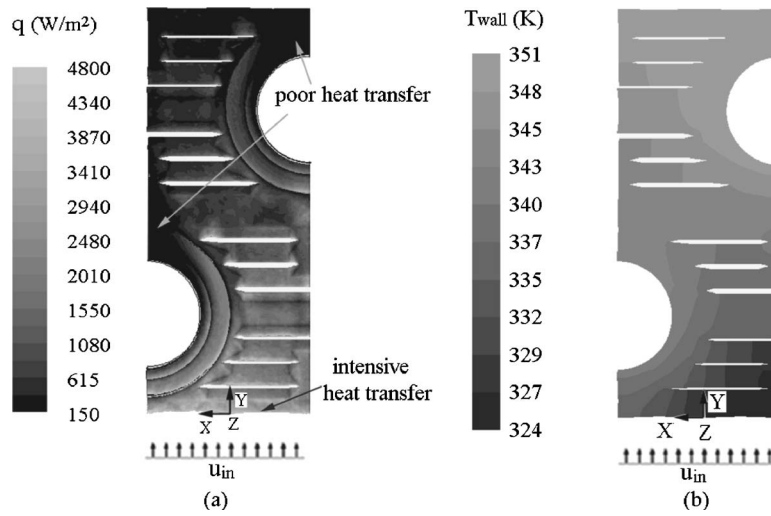 q (W/m²)
4800
4340
3870
3410
2940
2480
2010
1550
1080
615
150
poor heat transfer
intensive
heat transfer
Y
X
Z
u_in
(a)
T_wall (K)
351
348
345
343
340
337
335
332
329
327
324
Y
X
Z
u_in
(b)